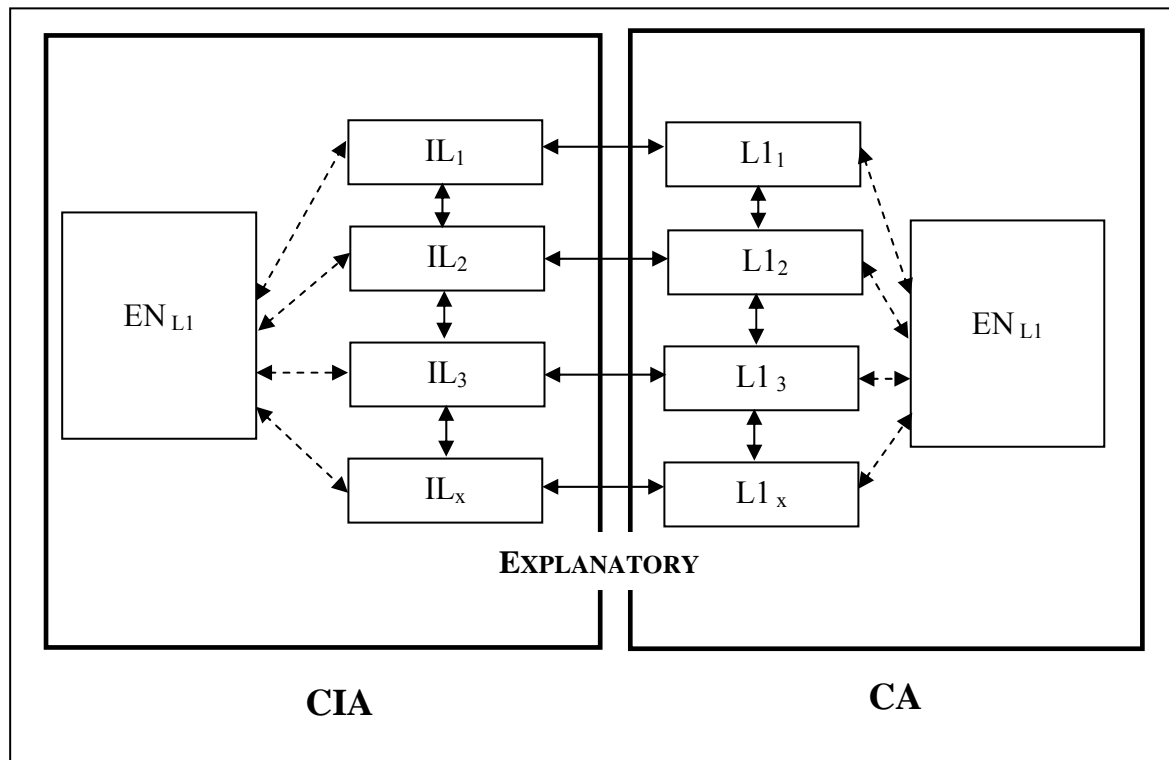 IL₁
L1₁
IL₂
L1₂
EN L1
EN L1
IL₃
L1 ₃
ILₓ
L1 ₓ
EXPLANATORY
CIA
CA